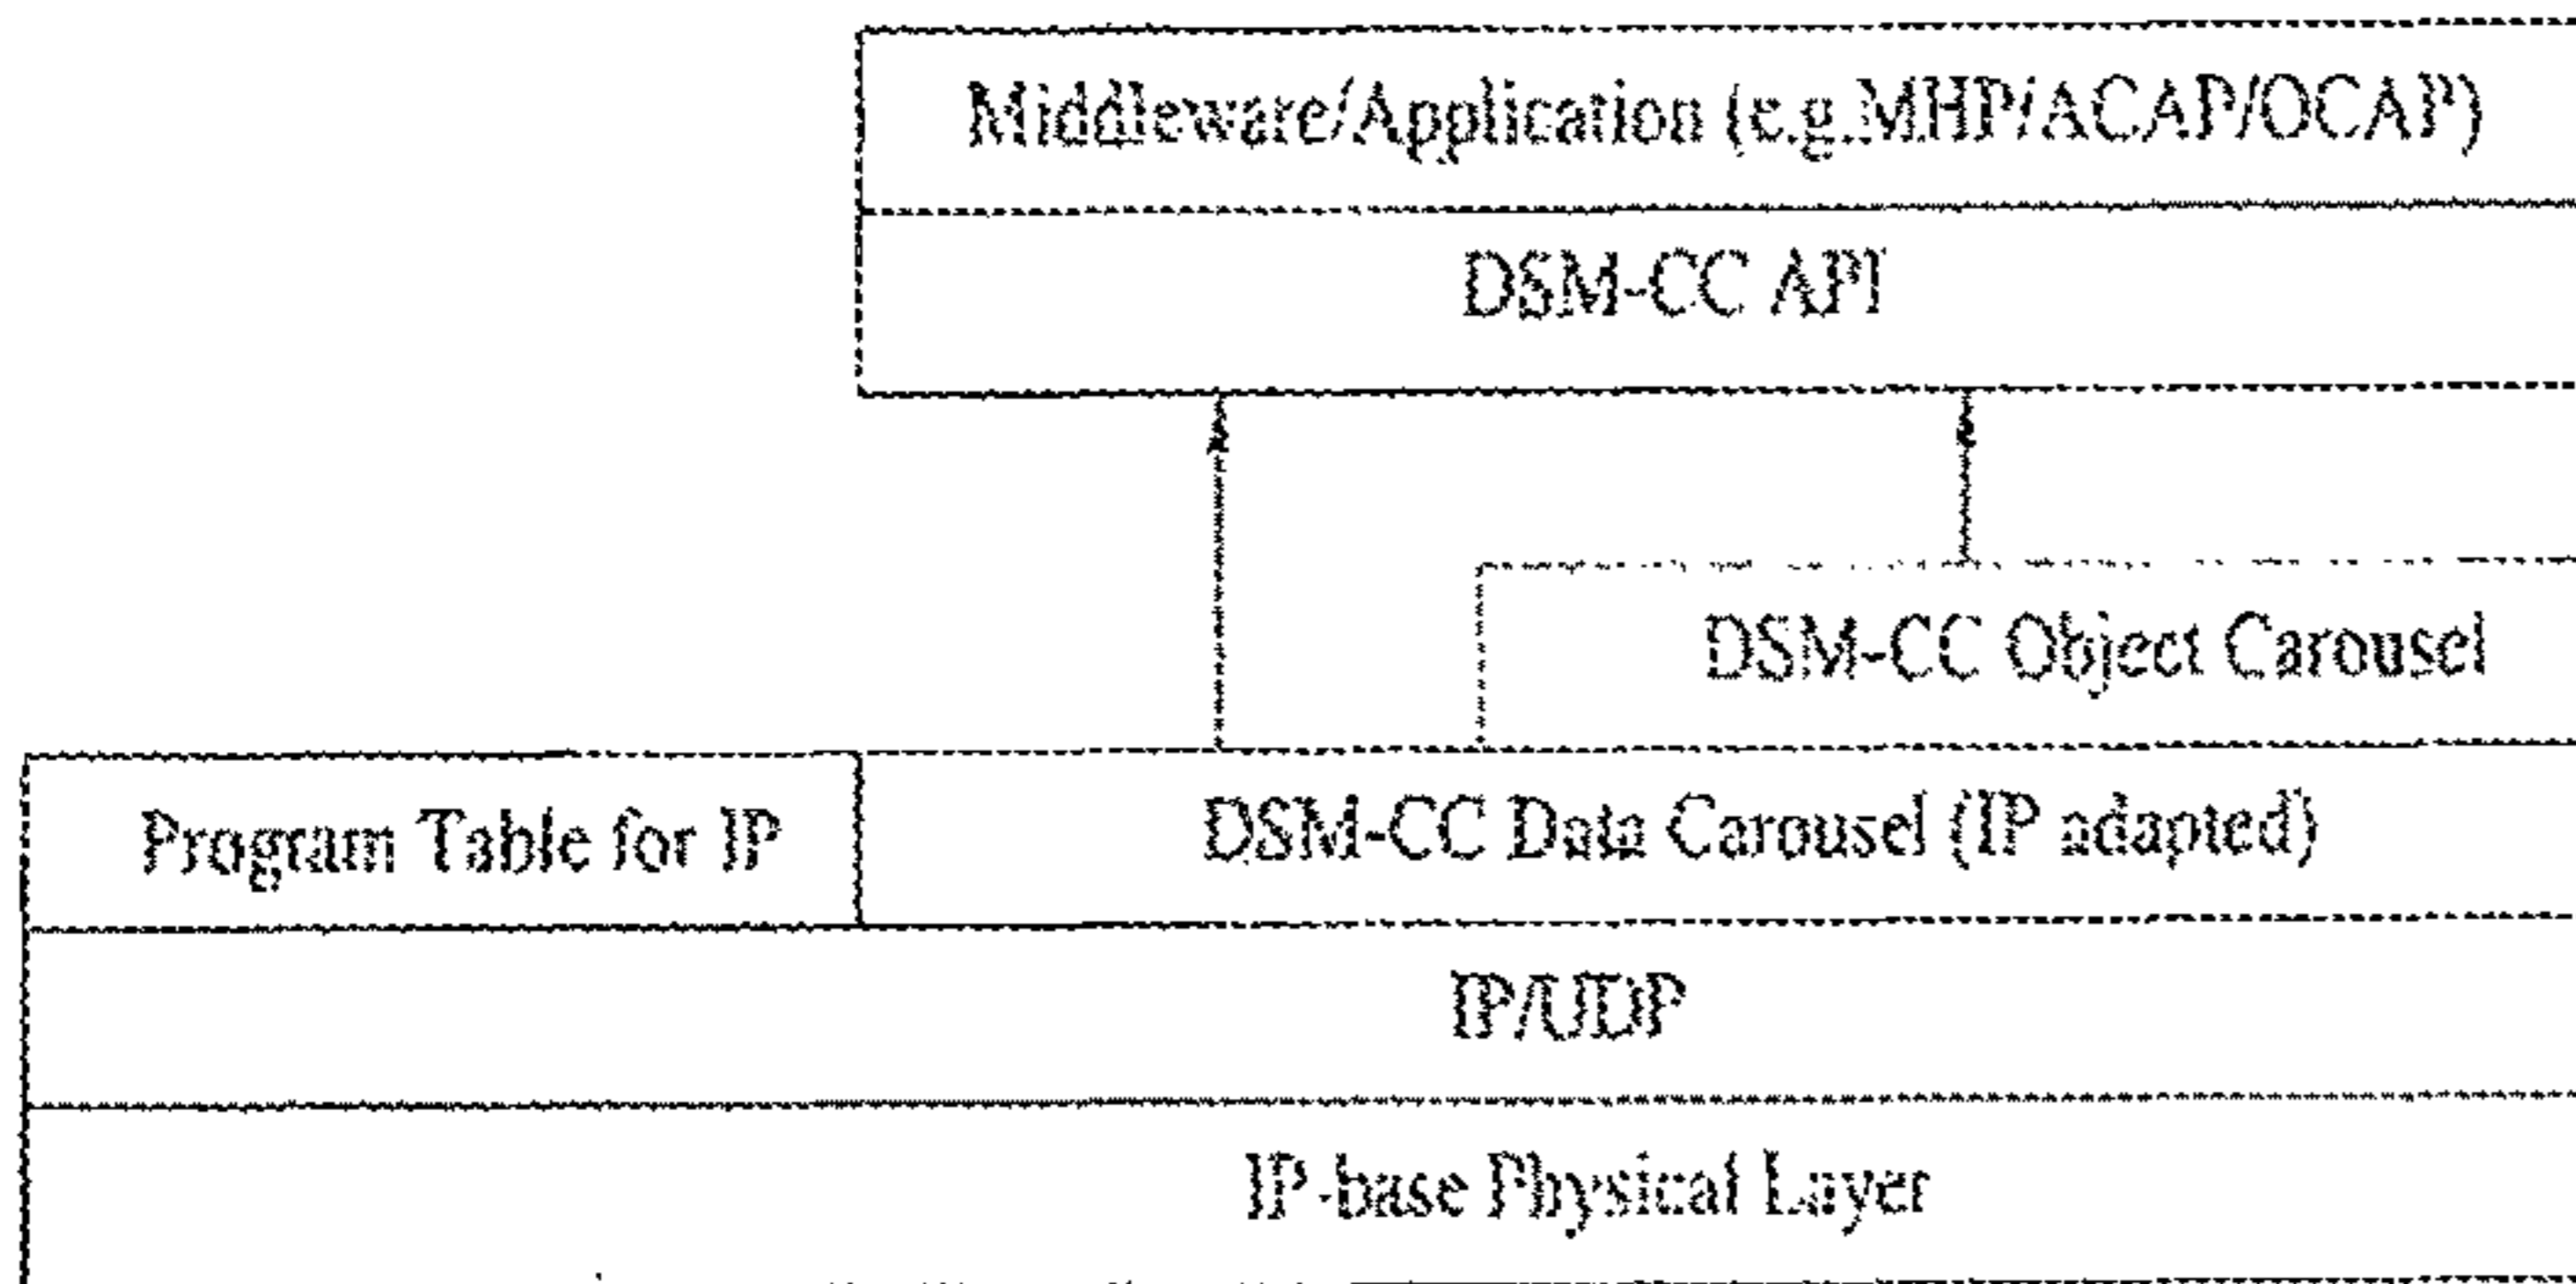 Middleware/Application (e.g.MHP/ACAP/OCAP)
DSM-CC API
DSM-CC Object Carousel
Program Table for IP
DSM-CC Data Carousel (IP adapted)
IP/UDP
IP-base Physical Layer